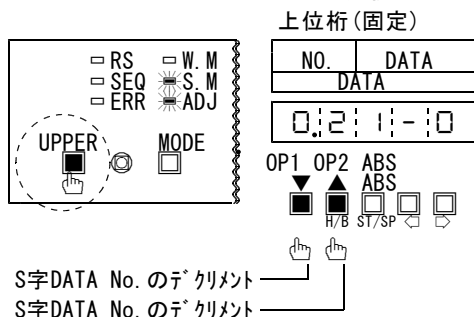 上位桁(固定)
RS W.M
SEQ S.M
ERR ADJ
UPPER MODE
NO. DATA
DATA
0.21-0
OP1 OP2 ABS
ABS
H/B ST/SP
S字DATA No.のﾃﾞｸﾘﾒﾝﾄ
S字DATA No.のﾃﾞｸﾘﾒﾝﾄ